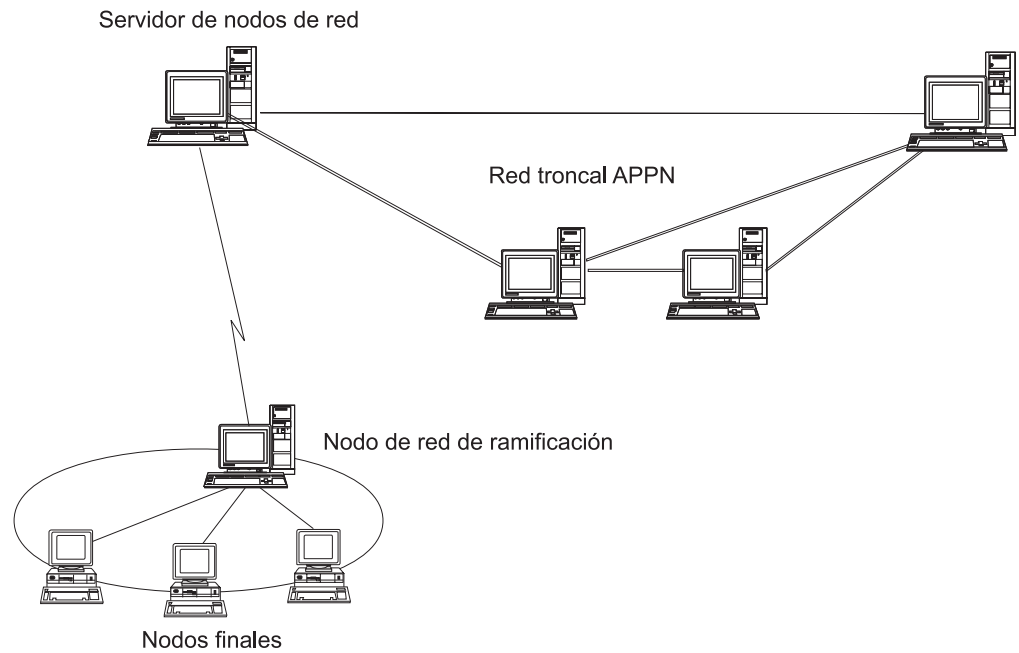 Servidor de nodos de red
Red troncal APPN
Nodo de red de ramificación
Nodos finales